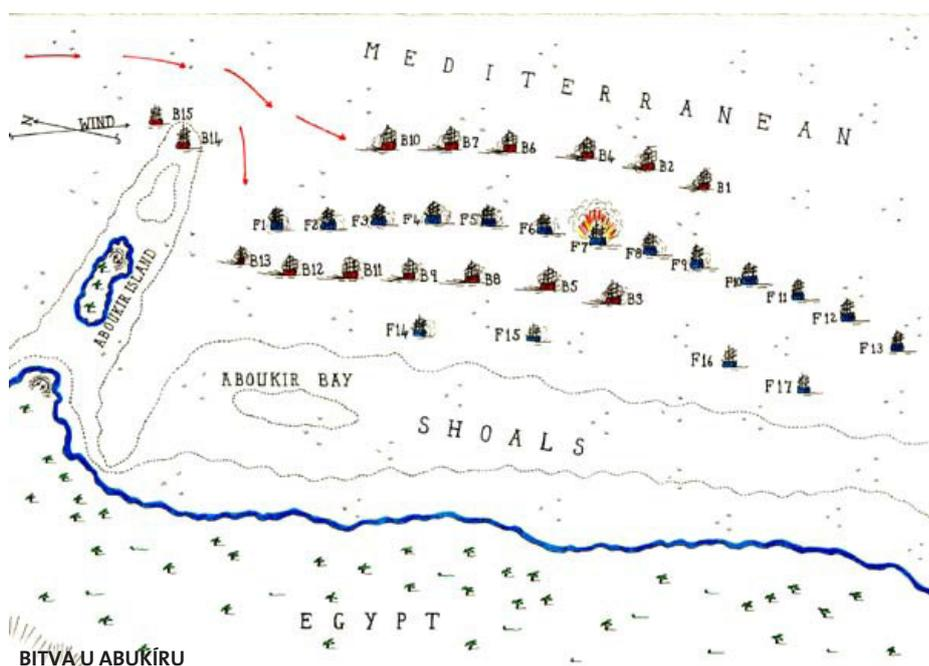 MEDITERRANEAN
N WIND S
B15
B14
B10 B7 B6 B4 B2 B1
F1 F2 F3 F4 F5 F6 F7 F8 F9 F10 F11 F12 F13
B13 B12 B11 B9 B8 B5 B3
F14 F15 F16 F17
ABOUKIR ISLAND
ABOUKIR BAY
SHOALS
EGYPT
BITVA U ABUKÍRU